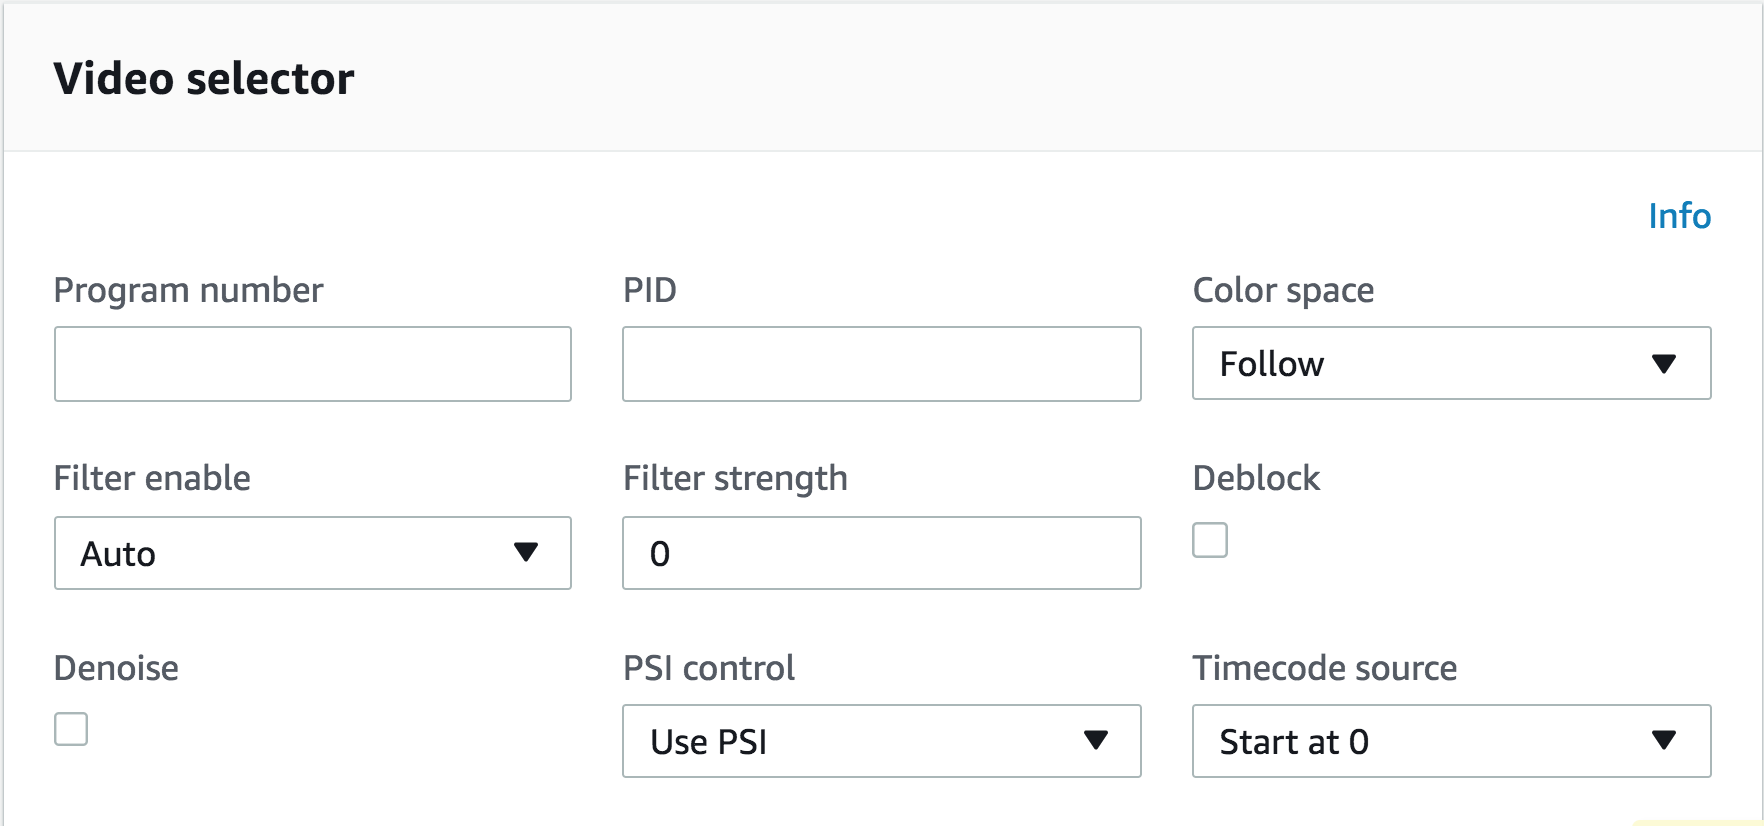 Video selector
Info
Program number
PID
Color space
Follow
Filter enable
Filter strength
Deblock
Auto
0
Denoise
PSI control
Timecode source
Use PSI
Start at 0